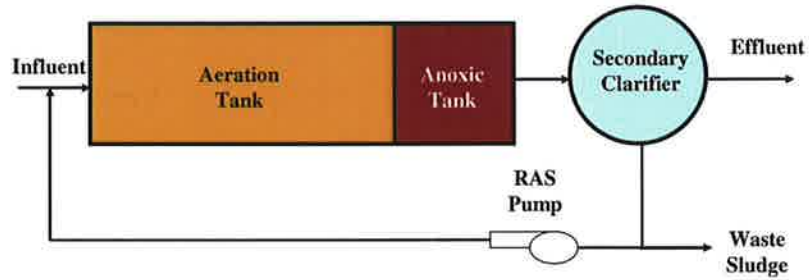 Influent
Aeration
Tank
Anoxic
Tank
Secondary
Clarifier
Effluent
RAS
Pump
Waste
Sludge